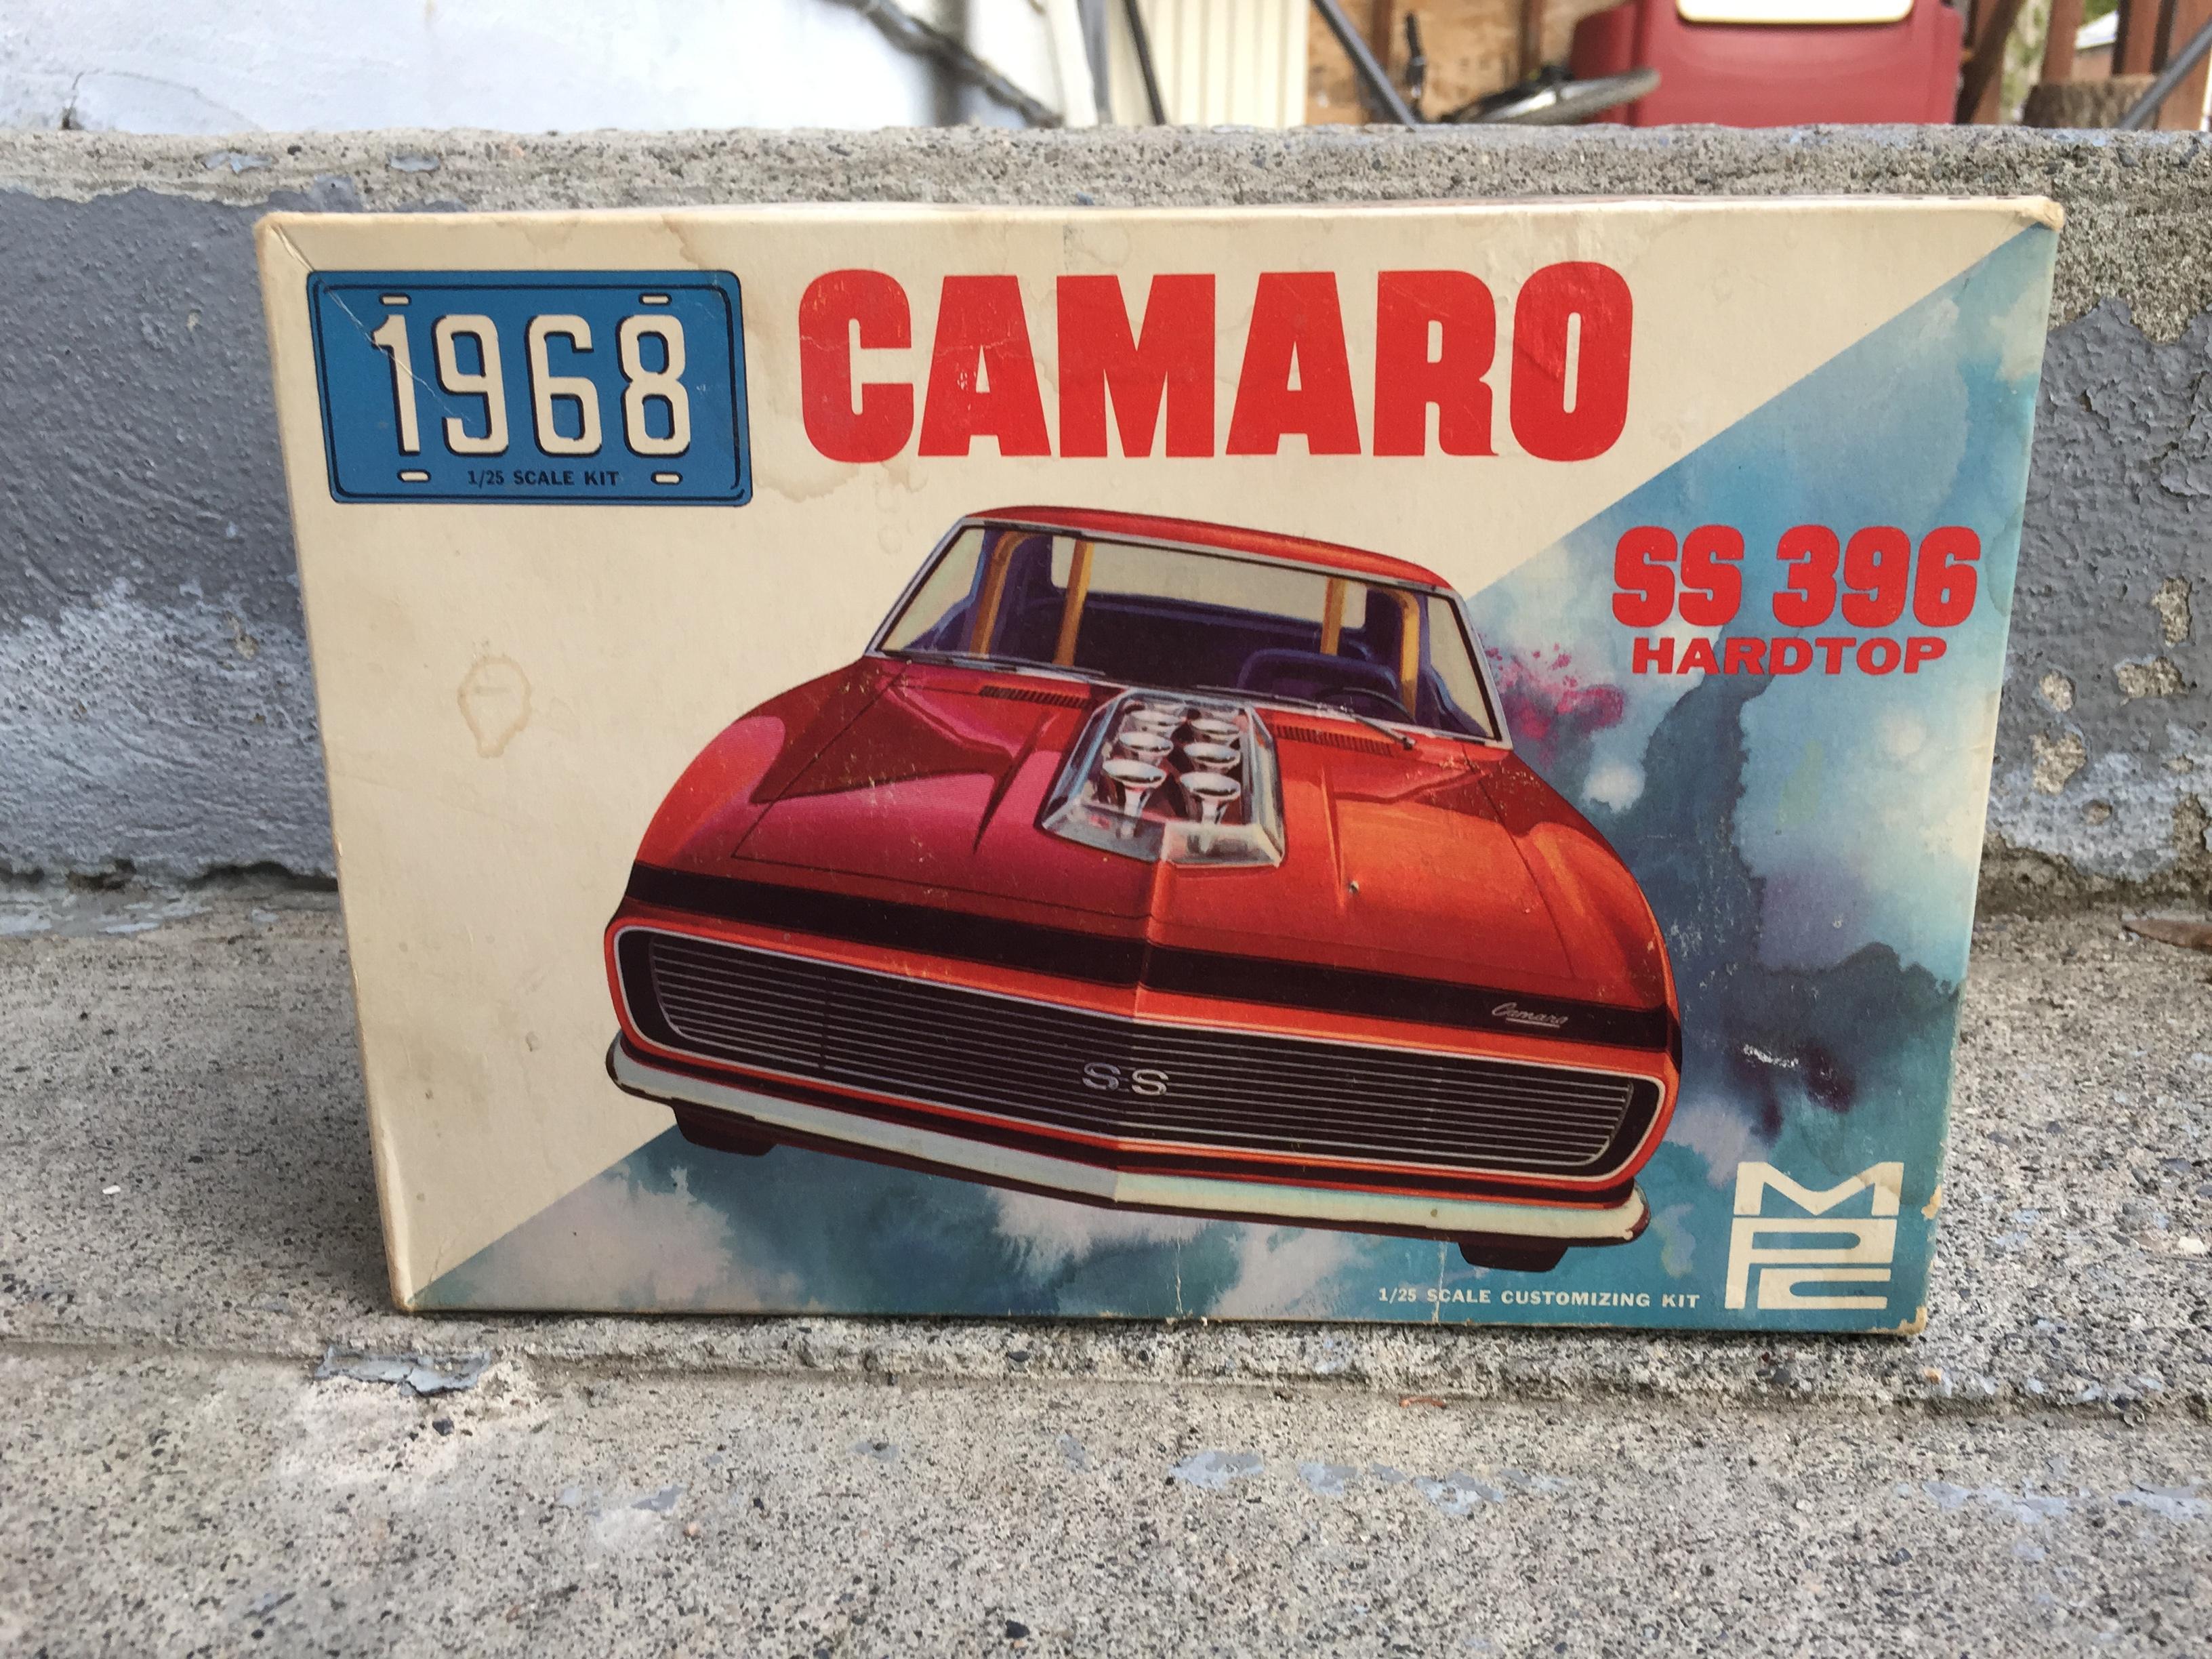 1968
1/25 SCALE KIT
CAMARO
SS 396
HARDTOP
Camaro
SS
1/25 SCALE CUSTOMIZING KIT
MPC